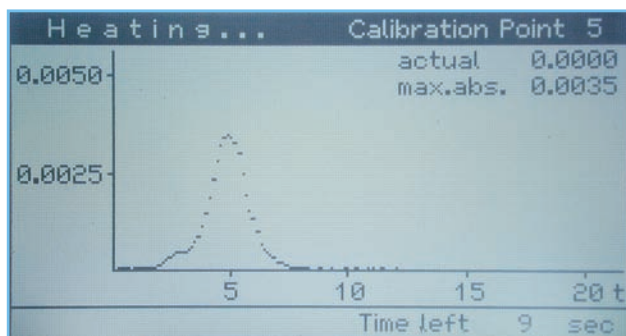 Heating... Calibration Point 5
actual 0.0000
max.abs. 0.0035
0.0050
0.0025
5 10 15 20 t
Time left 9 sec